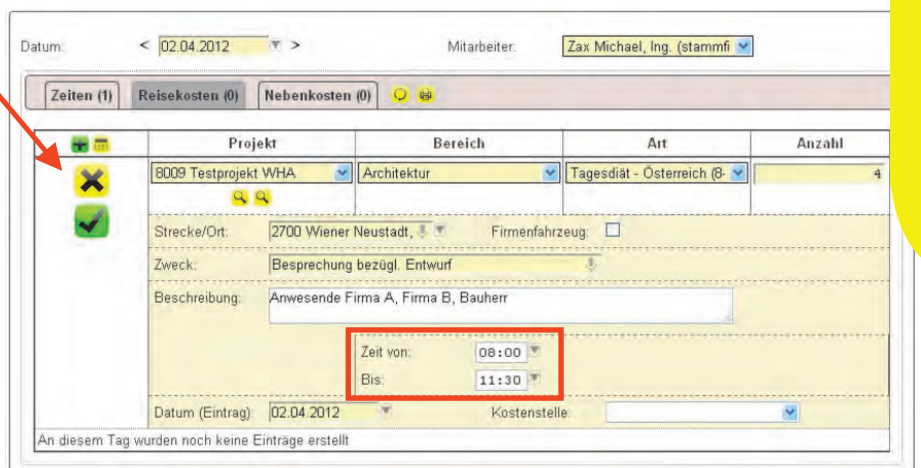 Datum: < 02.04.2012 > Mitarbeiter: Zax Michael, Ing. (stammfi
Zeiten (1) Reisekosten (0) Nebenkosten (0)
Projekt Bereich Art Anzahl
8009 Testprojekt WHA Architektur Tagesdiät - Österreich (8- 4
Strecke/Ort: 2700 Wiener Neustadt, Firmenfahrzeug:
Zweck: Besprechung bezügl. Entwurf
Beschreibung: Anwesende Firma A, Firma B, Bauherr
Zeit von: 08:00
Bis: 11:30
Datum (Eintrag): 02.04.2012 Kostenstelle:
An diesem Tag wurden noch keine Einträge erstellt